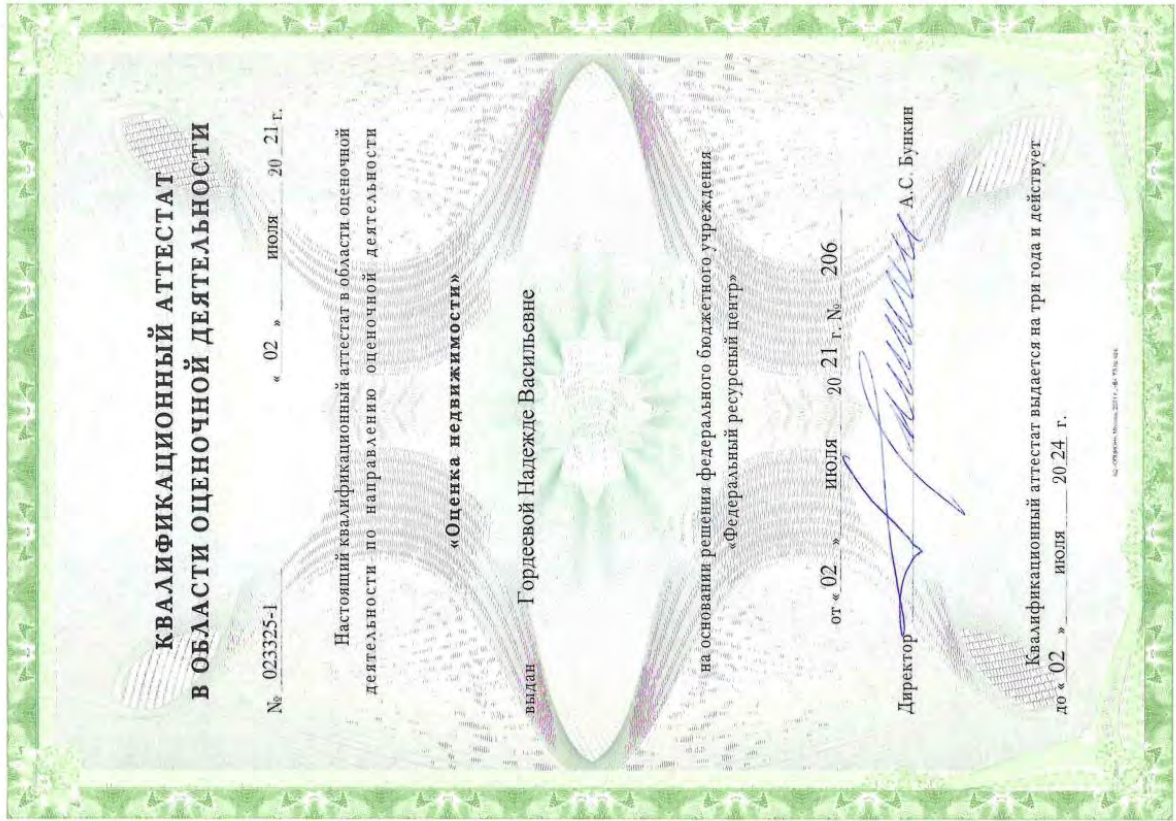 КВАЛИФИКАЦИОННЫЙ АТТЕСТАТ
В ОБЛАСТИ ОЦЕНОЧНОЙ ДЕЯТЕЛЬНОСТИ
№ 023325-1 « 02 » июля 20 21 г.
Настоящий квалификационный аттестат в области оценочной
деятельности по направлению оценочной деятельности
«Оценка недвижимости»
выдан Гордеевой Надежде Васильевне
на основании решения федерального бюджетного учреждения
«Федеральный ресурсный центр»
от « 02 » июля 20 21 г. № 206
Директор А.С. Бункин
Квалификационный аттестат выдается на три года и действует
до « 02 » июля 20 24 г.